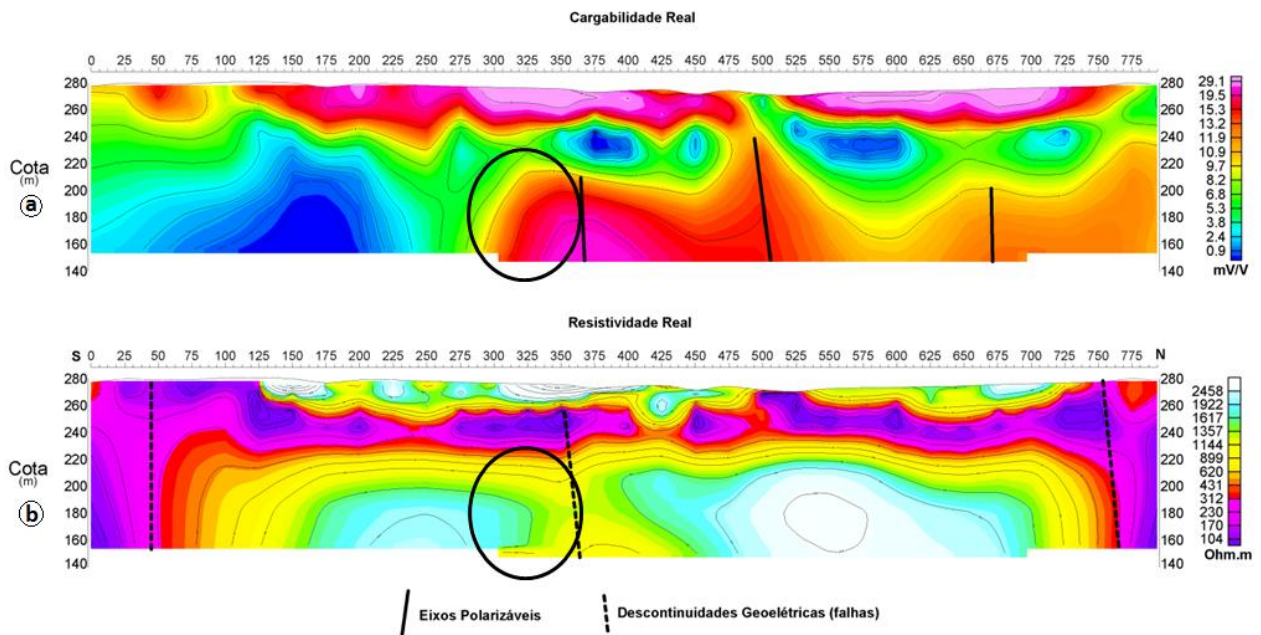 Cargabilidade Real
0 25 50 75 100 125 150 175 200 225 250 275 300 325 350 375 400 425 450 475 500 525 550 575 600 625 650 675 700 725 750 775
280 280
260 260
240 240
220 220
200 200
180 180
160 160
140 140
Cota
(m)
a
29.1
19.5
15.3
13.2
11.9
10.9
9.7
8.2
6.8
5.3
3.8
2.4
0.9
mV/V
Resistividade Real
S 0 25 50 75 100 125 150 175 200 225 250 275 300 325 350 375 400 425 450 475 500 525 550 575 600 625 650 675 700 725 750 775 N
280 280
260 260
240 240
220 220
200 200
180 180
160 160
140 140
Cota
(m)
b
2458
1922
1617
1357
1144
899
620
431
312
230
170
104
Ohm.m
Eixos Polarizáveis
Descontinuidades Geoelétricas (falhas)